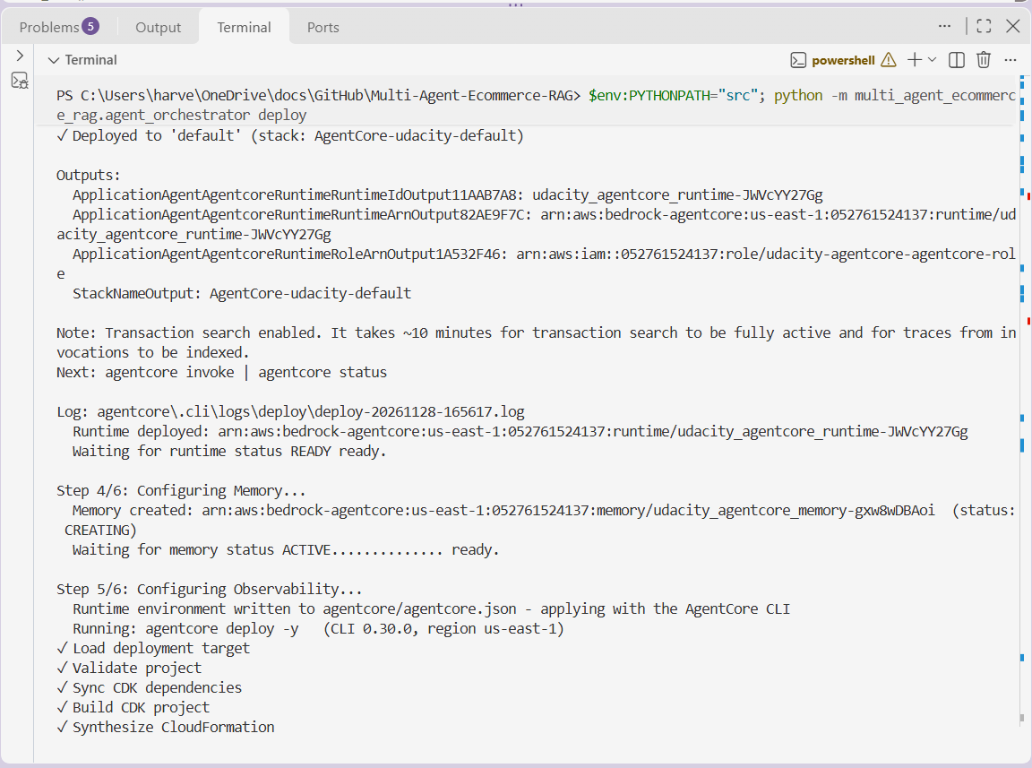 Problems 5 Output Terminal Ports
Terminal powershell
PS C:\Users\harve\OneDrive\docs\GitHub\Multi-Agent-Ecommerce-RAG> $env:PYTHONPATH="src"; python -m multi_agent_ecommerc
e_rag.agent_orchestrator deploy
✓ Deployed to 'default' (stack: AgentCore-udacity-default)
Outputs:
ApplicationAgentAgentcoreRuntimeRuntimeIdOutput11AAB7A8: udacity_agentcore_runtime-JWVcYY27Gg
ApplicationAgentAgentcoreRuntimeRuntimeArnOutput82AE9F7C: arn:aws:bedrock-agentcore:us-east-1:052761524137:runtime/ud
acity_agentcore_runtime-JWVcYY27Gg
ApplicationAgentAgentcoreRuntimeRoleArnOutput1A532F46: arn:aws:iam::052761524137:role/udacity-agentcore-agentcore-rol
e
StackNameOutput: AgentCore-udacity-default
Note: Transaction search enabled. It takes ~10 minutes for transaction search to be fully active and for traces from in
vocations to be indexed.
Next: agentcore invoke | agentcore status
Log: agentcore\.cli\logs\deploy\deploy-20261128-165617.log
Runtime deployed: arn:aws:bedrock-agentcore:us-east-1:052761524137:runtime/udacity_agentcore_runtime-JWVcYY27Gg
Waiting for runtime status READY ready.
Step 4/6: Configuring Memory...
Memory created: arn:aws:bedrock-agentcore:us-east-1:052761524137:memory/udacity_agentcore_memory-gxw8wDBAoi (status:
CREATING)
Waiting for memory status ACTIVE.............. ready.
Step 5/6: Configuring Observability...
Runtime environment written to agentcore/agentcore.json - applying with the AgentCore CLI
Running: agentcore deploy -y (CLI 0.30.0, region us-east-1)
✓ Load deployment target
✓ Validate project
✓ Sync CDK dependencies
✓ Build CDK project
✓ Synthesize CloudFormation